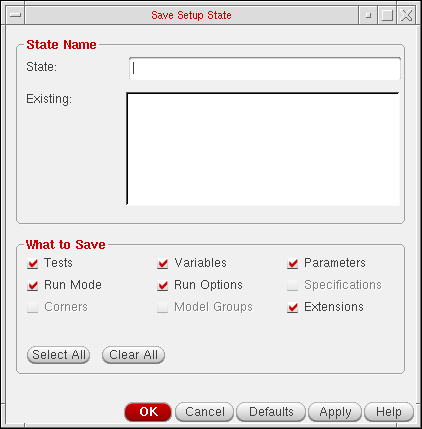 Save Setup State
State Name
State:
Existing:
What to Save
Tests Variables Parameters
Run Mode Run Options Specifications
Corners Model Groups Extensions
Select All Clear All
OK Cancel Defaults Apply Help